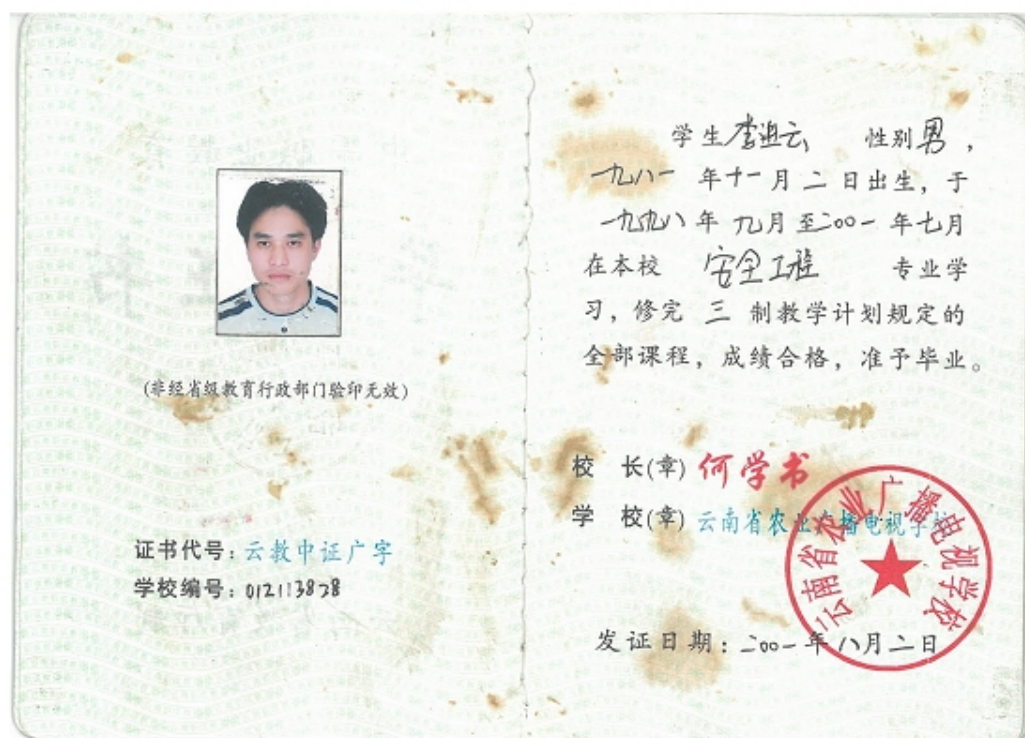 (非经省级教育行政部门验印无效)
证书代号：云教中证广字
学校编号：012113828
学生李祖云 性别男，
一九八一年十一月二日出生，于
一九九八年九月至二00一年七月
在本校 安全工程 专业学
习，修完 三 制教学计划规定的
全部课程，成绩合格，准予毕业。
校 长(章) 何学书
学 校(章) 云南省农业广播电视学校
云南省农业广播电视学校
发证日期：二00一年八月二日